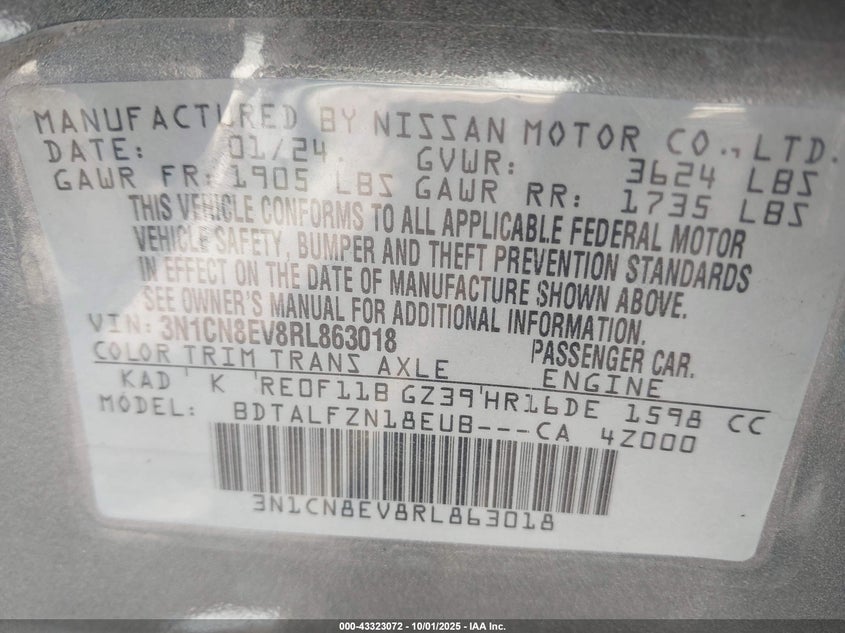 MANUFACTURED BY NISSAN MOTOR CO., LTD.
DATE: 01/24. GVWR: 3624 LBS
GAWR FR: 1905 LBS GAWR RR: 1735 LBS
THIS VEHICLE CONFORMS TO ALL APPLICABLE FEDERAL MOTOR
VEHICLE SAFETY, BUMPER AND THEFT PREVENTION STANDARDS
IN EFFECT ON THE DATE OF MANUFACTURE SHOWN ABOVE.
SEE OWNER'S MANUAL FOR ADDITIONAL INFORMATION.
VIN: 3N1CN8EV8RL863018 PASSENGER CAR.
COLOR TRIM TRANS AXLE ENGINE
KAD K RE0F11B GZ39 HR16DE 1598 CC
MODEL: BDTALFZN18EUB---CA 4Z000
3N1CN8EV8RL863018
000-43323072 - 10/01/2025 - IAA Inc.